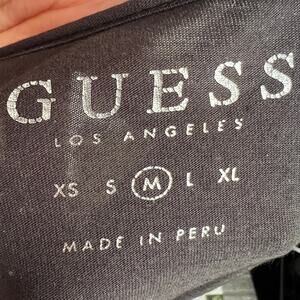 GUESS
LOS ANGELES
XS S M L XL
MADE IN PERU